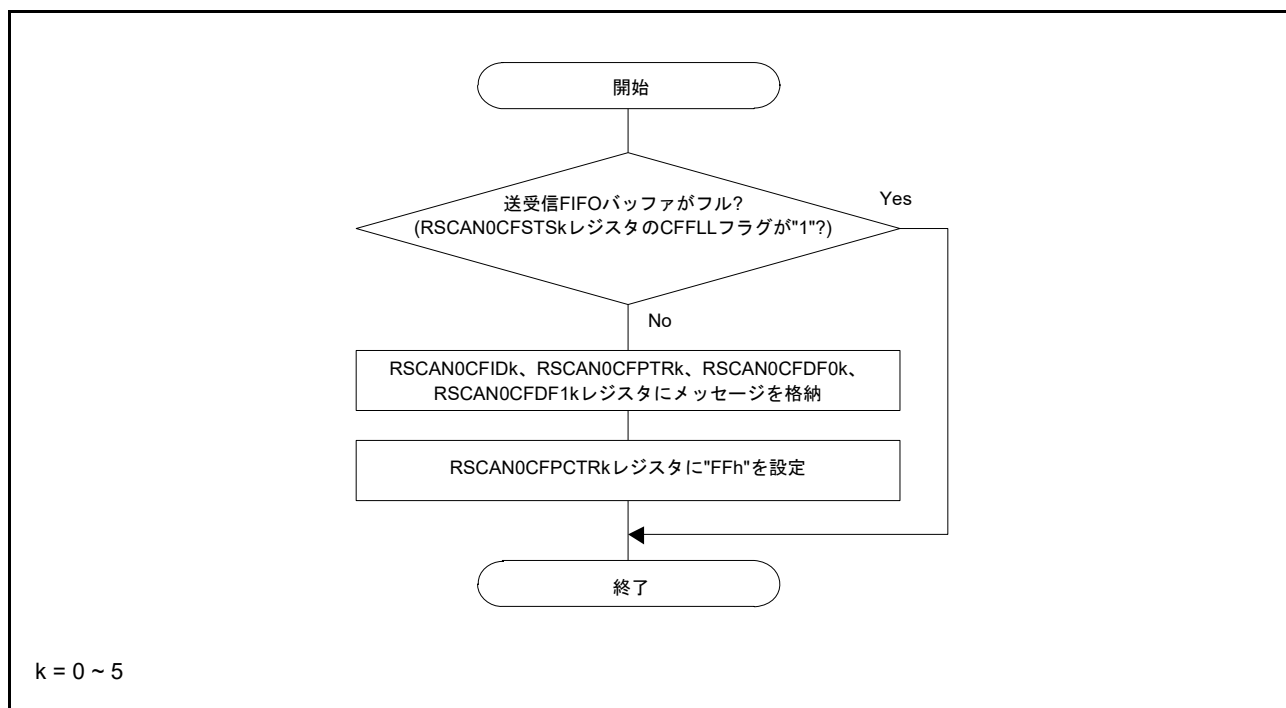 開始
送受信FIFOバッファがフル?
(RSCAN0CFSTSkレジスタのCFFLLフラグが"1"?)
Yes
No
RSCAN0CFIDk、RSCAN0CFPTRk、RSCAN0CFDF0k、
RSCAN0CFDF1kレジスタにメッセージを格納
RSCAN0CFPCTRkレジスタに"FFh"を設定
終了
k = 0 ~ 5